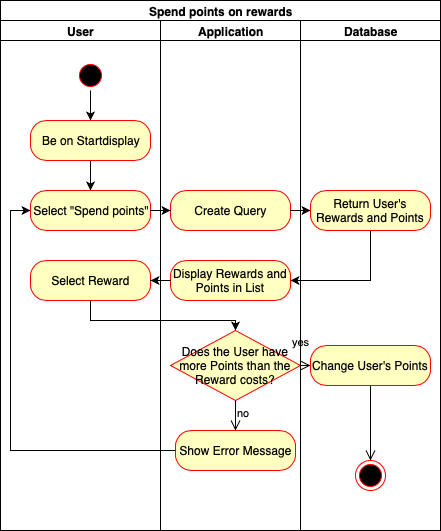 Spend points on rewards
User
Application
Database
Be on Startdisplay
Select "Spend points"
Create Query
Return User's
Rewards and Points
Select Reward
Display Rewards and
Points in List
Does the User have
more Points than the
Reward costs?
yes
Change User's Points
no
Show Error Message